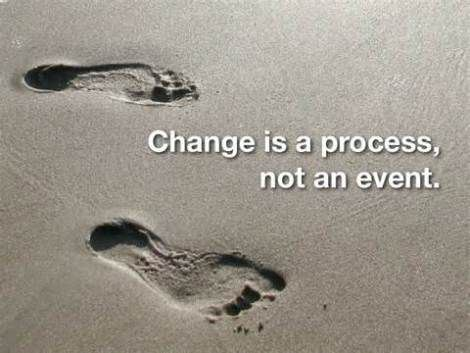 Change is a process,
not an event.